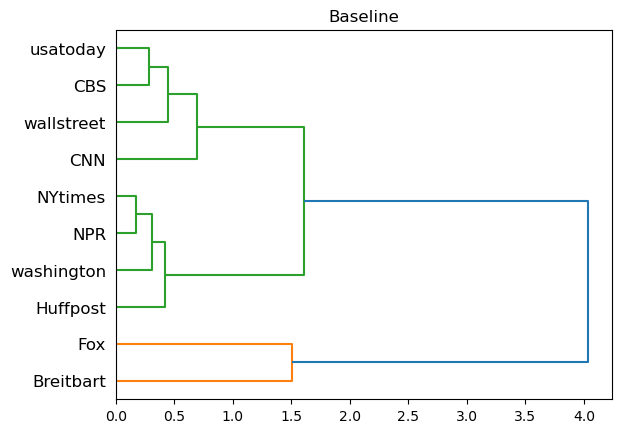 Baseline
usatoday
CBS
wallstreet
CNN
NYtimes
NPR
washington
Huffpost
Fox
Breitbart
0.0 0.5 1.0 1.5 2.0 2.5 3.0 3.5 4.0